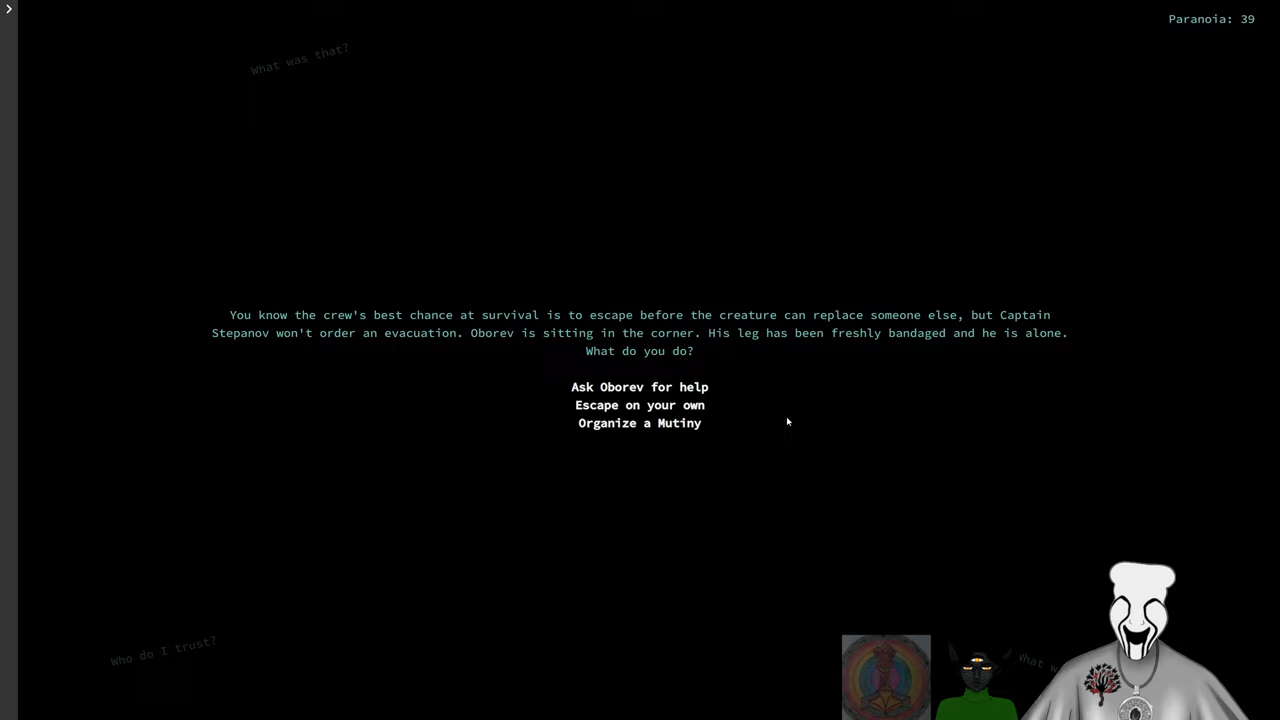 Paranoia: 39
What was that?
You know the crew's best chance at survival is to escape before the creature can replace someone else, but Captain
Stepanov won't order an evacuation. Oborev is sitting in the corner. His leg has been freshly bandaged and he is alone.
What do you do?
Ask Oborev for help
Escape on your own
Organize a Mutiny
Who do I trust?
What